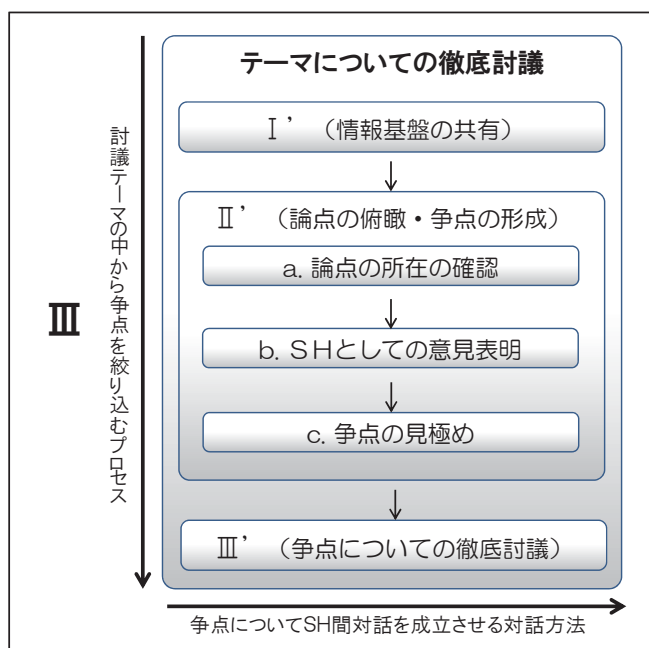 テーマについての徹底討議
Ⅰ’（情報基盤の共有）
Ⅱ’（論点の俯瞰・争点の形成）
a. 論点の所在の確認
b. ＳＨとしての意見表明
c. 争点の見極め
Ⅲ’（争点についての徹底討議）
Ⅲ
討議テーマの中から争点を絞り込むプロセス
争点についてSH間対話を成立させる対話方法